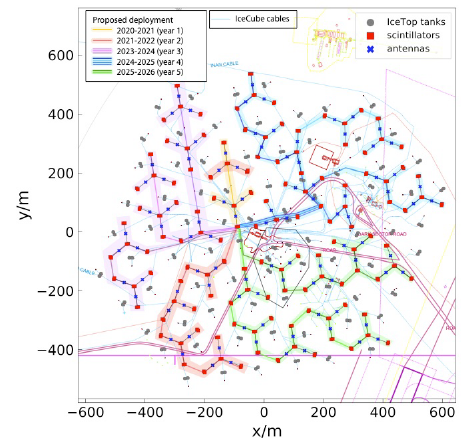 Proposed deployment
2020-2021 (year 1)
2021-2022 (year 2)
2023-2024 (year 3)
2024-2025 (year 4)
2025-2026 (year 5)
IceCube cables
IceTop tanks
scintillators
antennas
600
400
200
0
−200
−400
y/m
−600
−400
−200
0
200
400
600
x/m